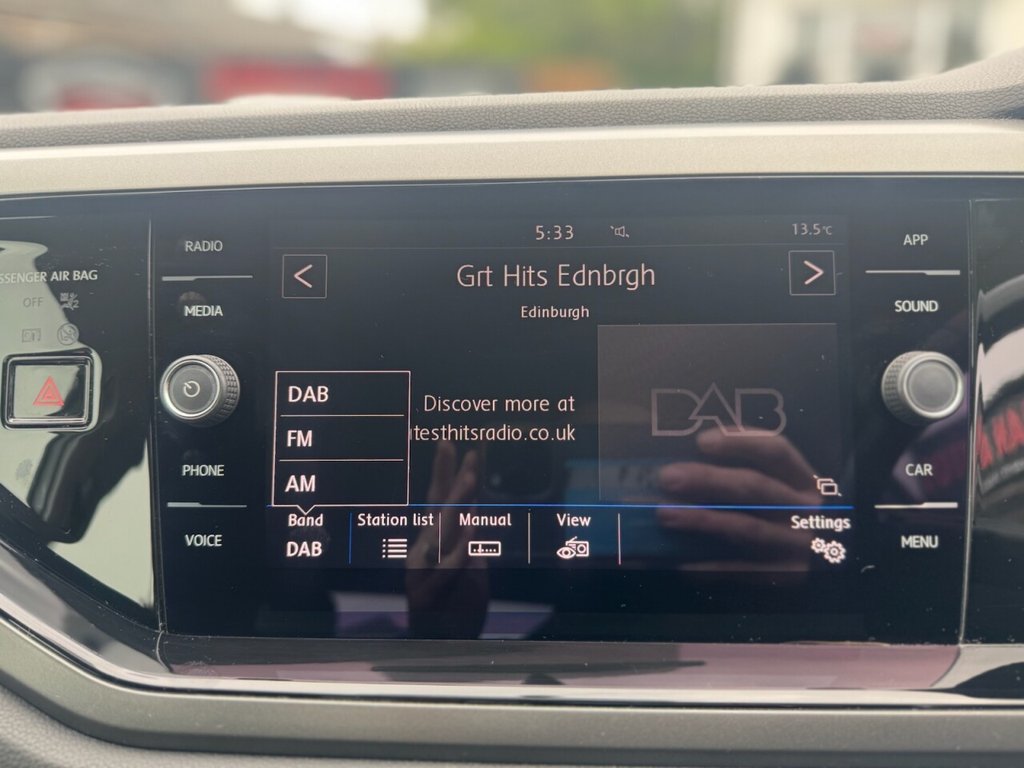 5:33
13.5°C
RADIO
APP
SSENGER AIR BAG
OFF
Grt Hits Ednbrgh
Edinburgh
MEDIA
SOUND
DAB
FM
AM
Discover more at
testhitsradio.co.uk
DAB
PHONE
CAR
VOICE
MENU
Band
Station list
Manual
View
Settings
DAB